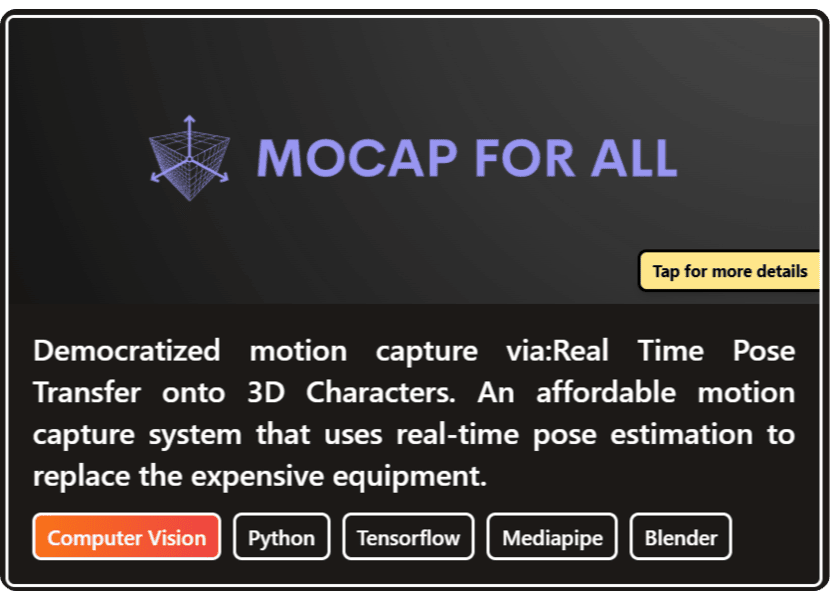 MOCAP FOR ALL
Tap for more details
Democratized motion capture via:Real Time Pose
Transfer onto 3D Characters. An affordable motion
capture system that uses real-time pose estimation to
replace the expensive equipment.
Computer Vision Python Tensorflow Mediapipe Blender